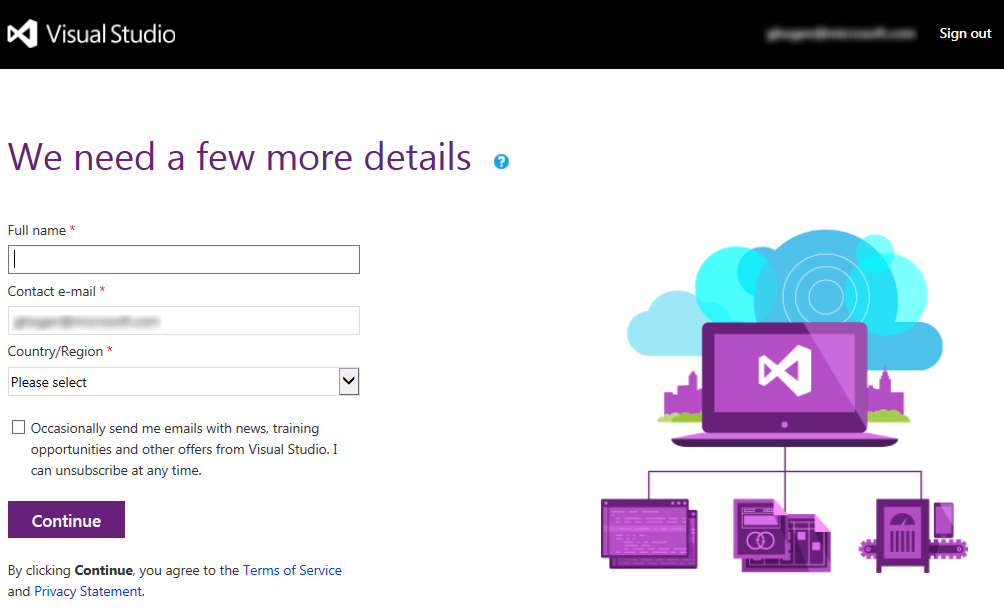 Visual Studio
Sign out
We need a few more details
?
Full name *
Contact e-mail *
Country/Region *
Please select
Occasionally send me emails with news, training
opportunities and other offers from Visual Studio. I
can unsubscribe at any time.
Continue
By clicking Continue, you agree to the Terms of Service
and Privacy Statement.